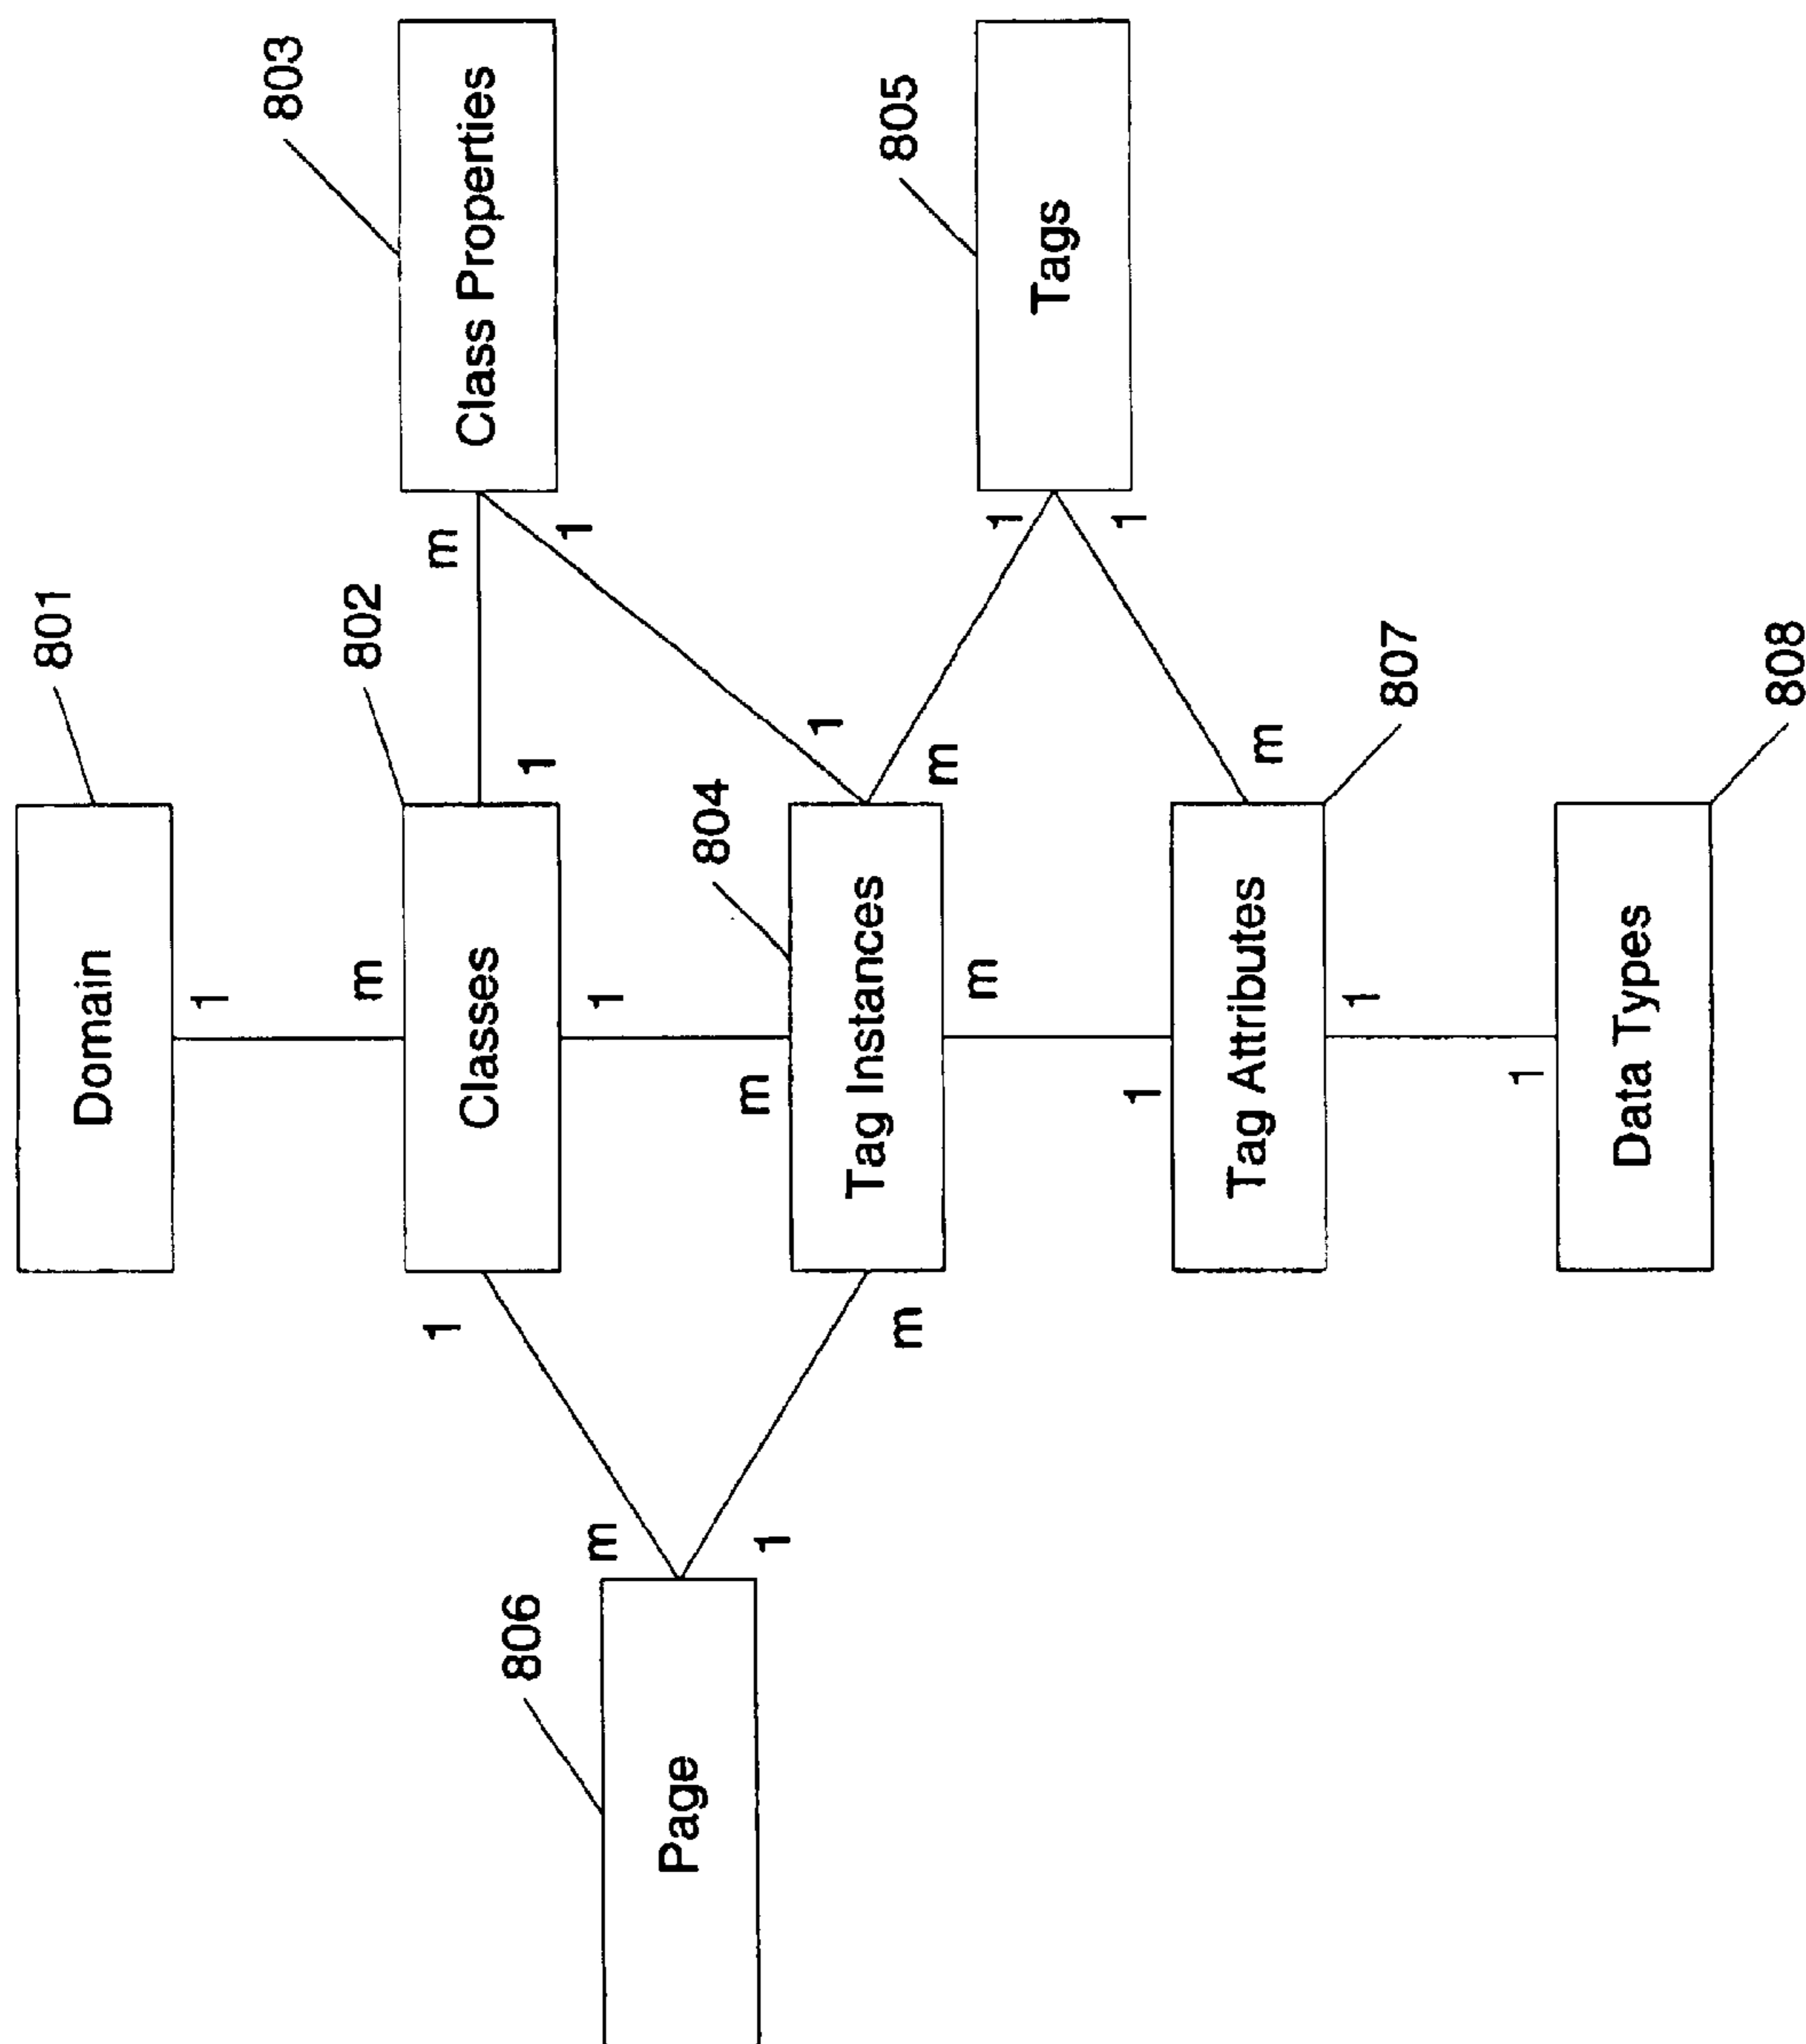 801
Domain
1
803
m
802
1
m
Classes
Class Properties
806
1
1
m
1
Page
804
m
1
1
Tag Instances
805
m
m
m
1
Tags
1
1
Tag Attributes
m
1
807
1
Data Types
808